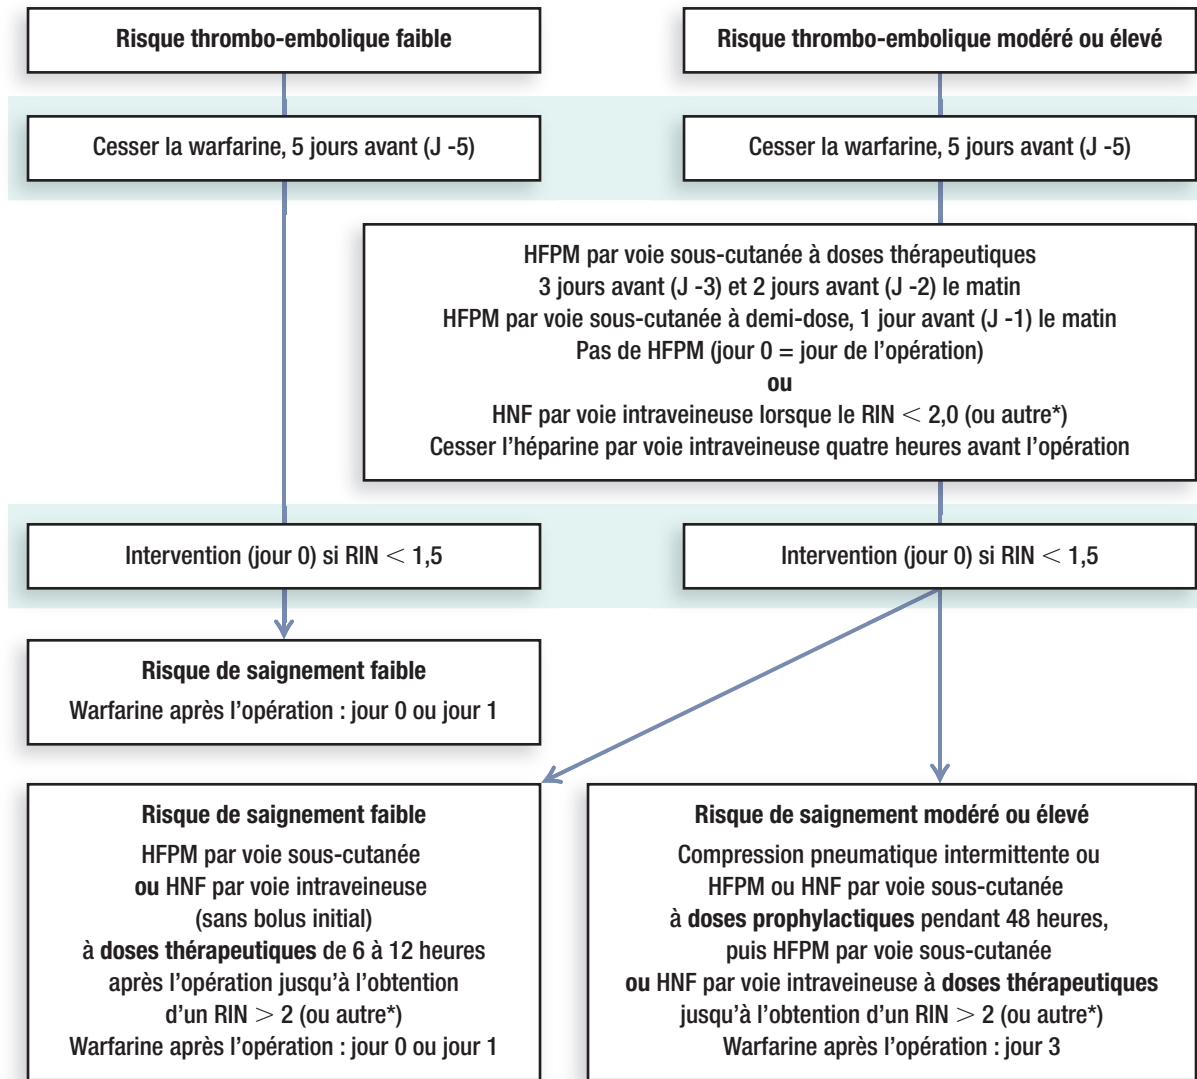 Risque thrombo-embolique faible
Risque thrombo-embolique modéré ou élevé
Cesser la warfarine, 5 jours avant (J -5)
Cesser la warfarine, 5 jours avant (J -5)
HFPM par voie sous-cutanée à doses thérapeutiques
3 jours avant (J -3) et 2 jours avant (J -2) le matin
HFPM par voie sous-cutanée à demi-dose, 1 jour avant (J -1) le matin
Pas de HFPM (jour 0 = jour de l'opération)
ou
HNF par voie intraveineuse lorsque le RIN < 2,0 (ou autre*)
Cesser l'héparine par voie intraveineuse quatre heures avant l'opération
Intervention (jour 0) si RIN < 1,5
Intervention (jour 0) si RIN < 1,5
Risque de saignement faible
Warfarine après l'opération : jour 0 ou jour 1
Risque de saignement faible
HFPM par voie sous-cutanée
ou HNF par voie intraveineuse
(sans bolus initial)
à doses thérapeutiques de 6 à 12 heures
après l'opération jusqu'à l'obtention
d'un RIN > 2 (ou autre*)
Warfarine après l'opération : jour 0 ou jour 1
Risque de saignement modéré ou élevé
Compression pneumatique intermittente ou
HFPM ou HNF par voie sous-cutanée
à doses prophylactiques pendant 48 heures,
puis HFPM par voie sous-cutanée
ou HNF par voie intraveineuse à doses thérapeutiques
jusqu'à l'obtention d'un RIN > 2 (ou autre*)
Warfarine après l'opération : jour 3